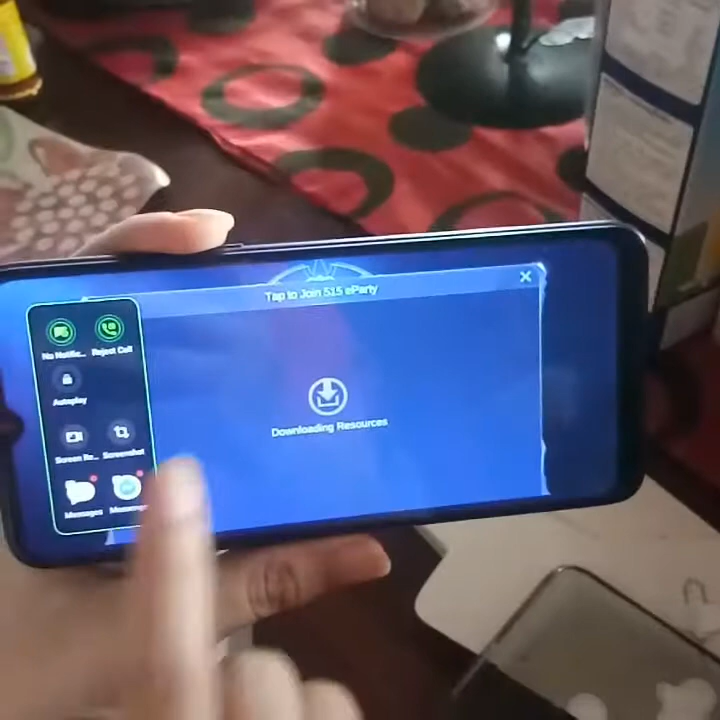 Tap to Join 515 eParty
No Notific... Reject Call
Autoplay
Downloading Resources
Screen Re... Screenshot
Messages